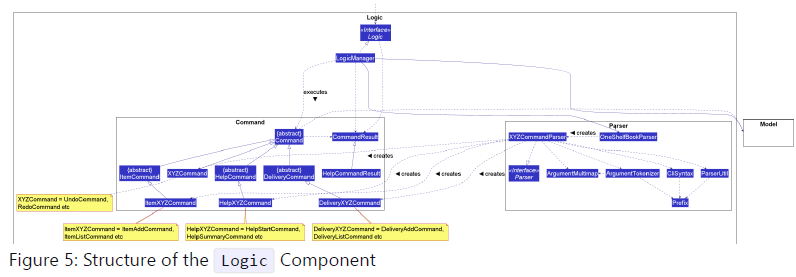 Logic
«Interface»
Logic
LogicManager
executes
Command
Parser
Model
{abstract}
Command
CommandResult
XYZCommandParser
creates
OneShelfBookParser
creates
{abstract}
ItemCommand
XYZCommand
{abstract}
HelpCommand
{abstract}
DeliveryCommand
HelpCommandResult
creates
creates
creates
«Interface»
Parser
ArgumentMultimap
ArgumentTokenizer
CliSyntax
ParserUtil
XYZCommand = UndoCommand,
RedoCommand etc
ItemXYZCommand
HelpXYZCommand
DeliveryXYZCommand
Prefix
ItemXYZCommand = ItemAddCommand,
ItemListCommand etc
HelpXYZCommand = HelpStartCommand,
HelpSummaryCommand etc
DeliveryXYZCommand = DeliveryAddCommand,
DeliveryListCommand etc
Figure 5: Structure of the Logic Component